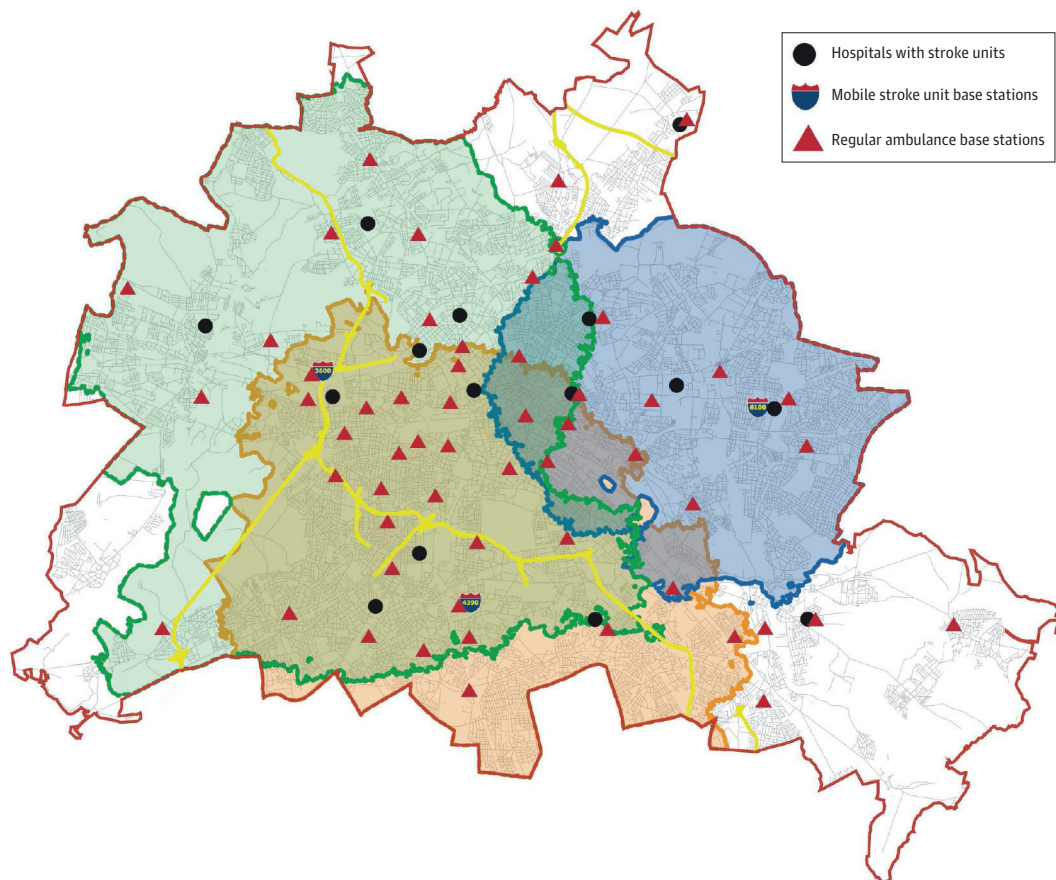 Hospitals with stroke units
Mobile stroke unit base stations
Regular ambulance base stations
3600
6100
4390